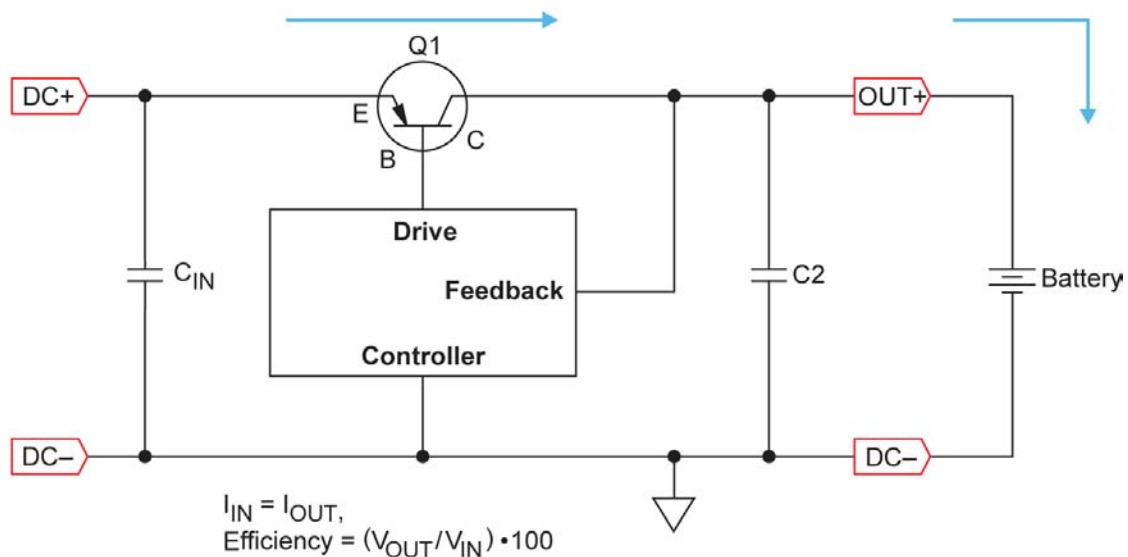 Q1
DC+
E
B
C
OUT+
Drive
C_IN
Feedback
C2
Battery
Controller
DC–
DC–
I_IN = I_OUT,
Efficiency = (V_OUT/V_IN) •100